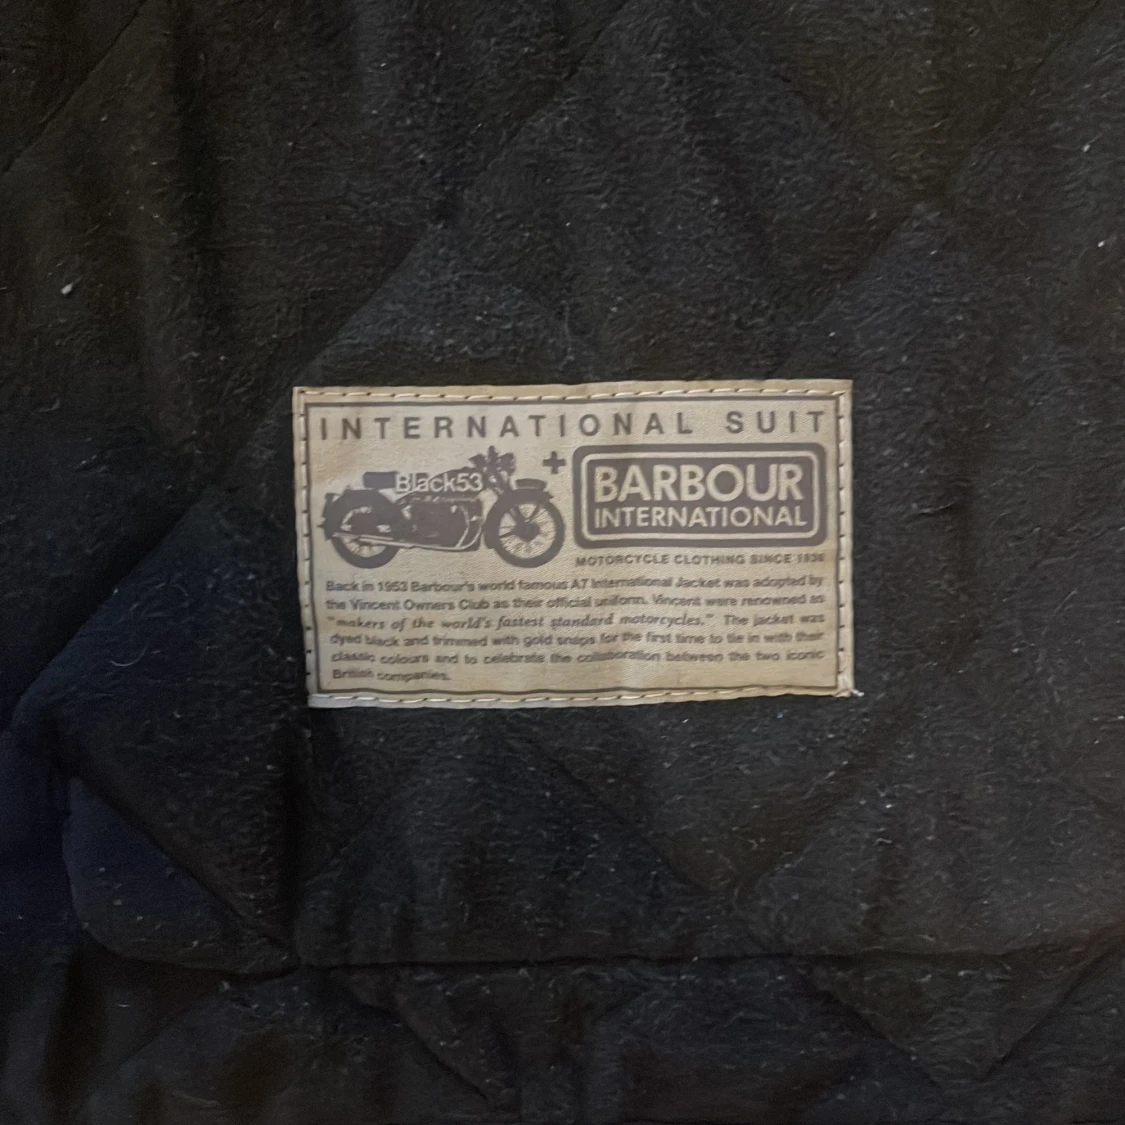 INTERNATIONAL SUIT
Black53
+
BARBOUR
INTERNATIONAL
MOTORCYCLE CLOTHING SINCE 1936
Back in 1953 Barbour's world famous A7 International Jacket was adopted by
the Vincent Owners Club as their official uniform. Vincent were renowned as
"makers of the world's fastest standard motorcycles." The jacket was
dyed black and trimmed with gold snaps for the first time to tie in with their
classic colours and to celebrate the collaboration between the two iconic
British companies.